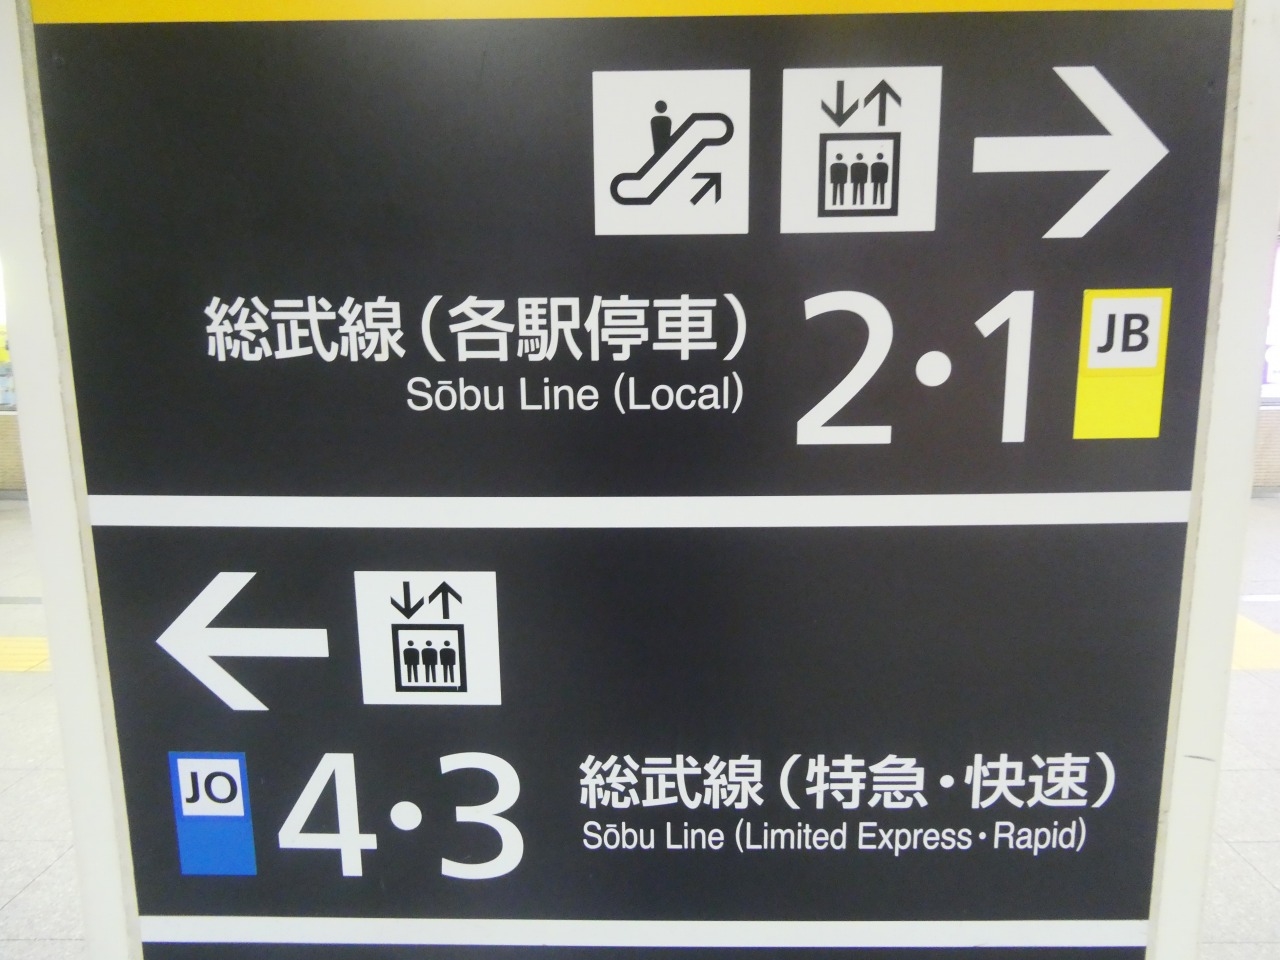 総武線（各駅停車） 2・1 JB
Sōbu Line (Local)
JO 4・3 総武線（特急・快速）
Sōbu Line (Limited Express・Rapid)